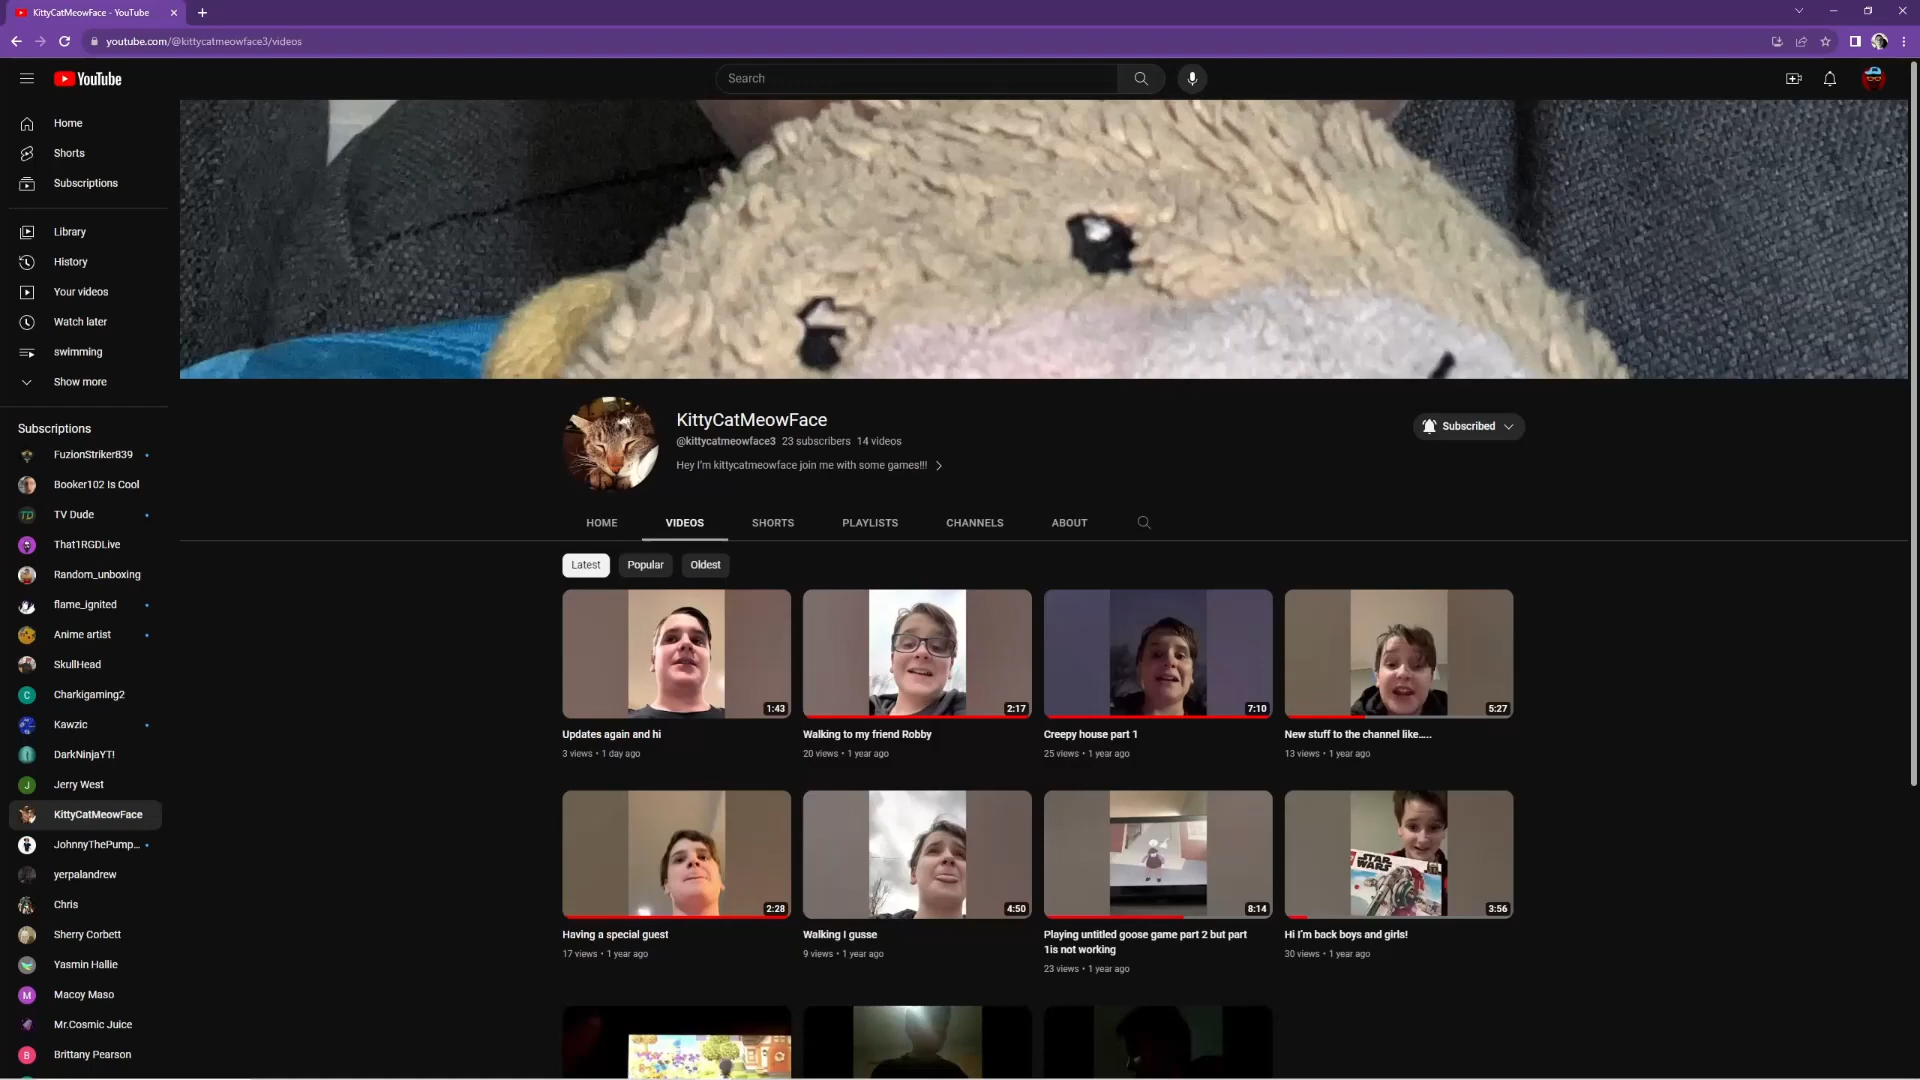 KittyCatMeowFace - YouTube
youtube.com/@kittycatmeowface3/videos
YouTube
Search
Home
Shorts
Subscriptions
Library
History
Your videos
Watch later
swimming
Show more
Subscriptions
FuzionStriker839
Booker102 Is Cool
TV Dude
That1RGDLive
Random_unboxing
flame_ignited
Anime artist
SkullHead
Charkigaming2
Kawzic
DarkNinjaYT!
Jerry West
KittyCatMeowFace
JohnnyThePump...
yerpalandrew
Chris
Sherry Corbett
Yasmin Hallie
Macoy Maso
Mr.Cosmic Juice
Brittany Pearson
TD
C
J
M
B
KittyCatMeowFace
@kittycatmeowface3 23 subscribers 14 videos
Hey I'm kittycatmeowface join me with some games!!!
Subscribed
HOME VIDEOS SHORTS PLAYLISTS CHANNELS ABOUT
Latest Popular Oldest
1:43
Updates again and hi
3 views • 1 day ago
2:17
Walking to my friend Robby
20 views • 1 year ago
7:10
Creepy house part 1
25 views • 1 year ago
5:27
New stuff to the channel like.....
13 views • 1 year ago
2:28
Having a special guest
17 views • 1 year ago
4:50
Walking I gusse
9 views • 1 year ago
8:14
Playing untitled goose game part 2 but part
1is not working
23 views • 1 year ago
STAR
WARS
3:56
Hi I'm back boys and girls!
30 views • 1 year ago